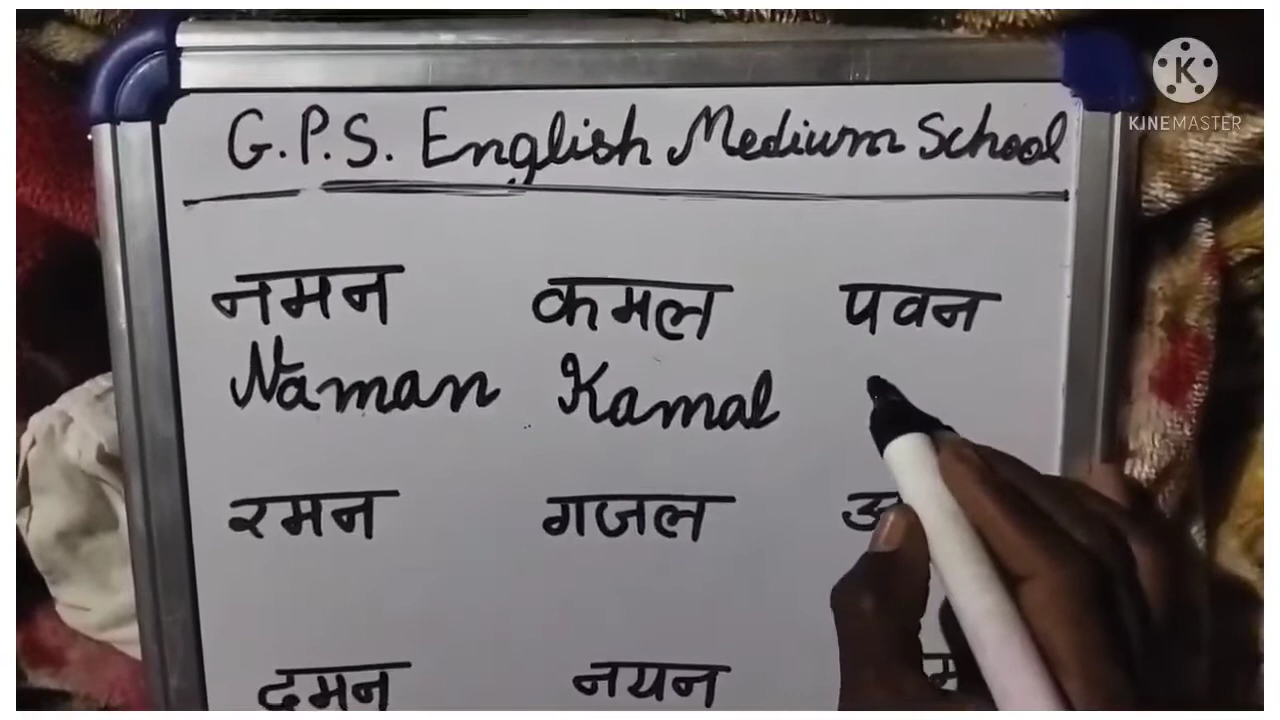 K
KINEMASTER
G.P.S. English Medium School
नमन कमल पवन
Naman Kamal
रमन गजल
दमन नयन